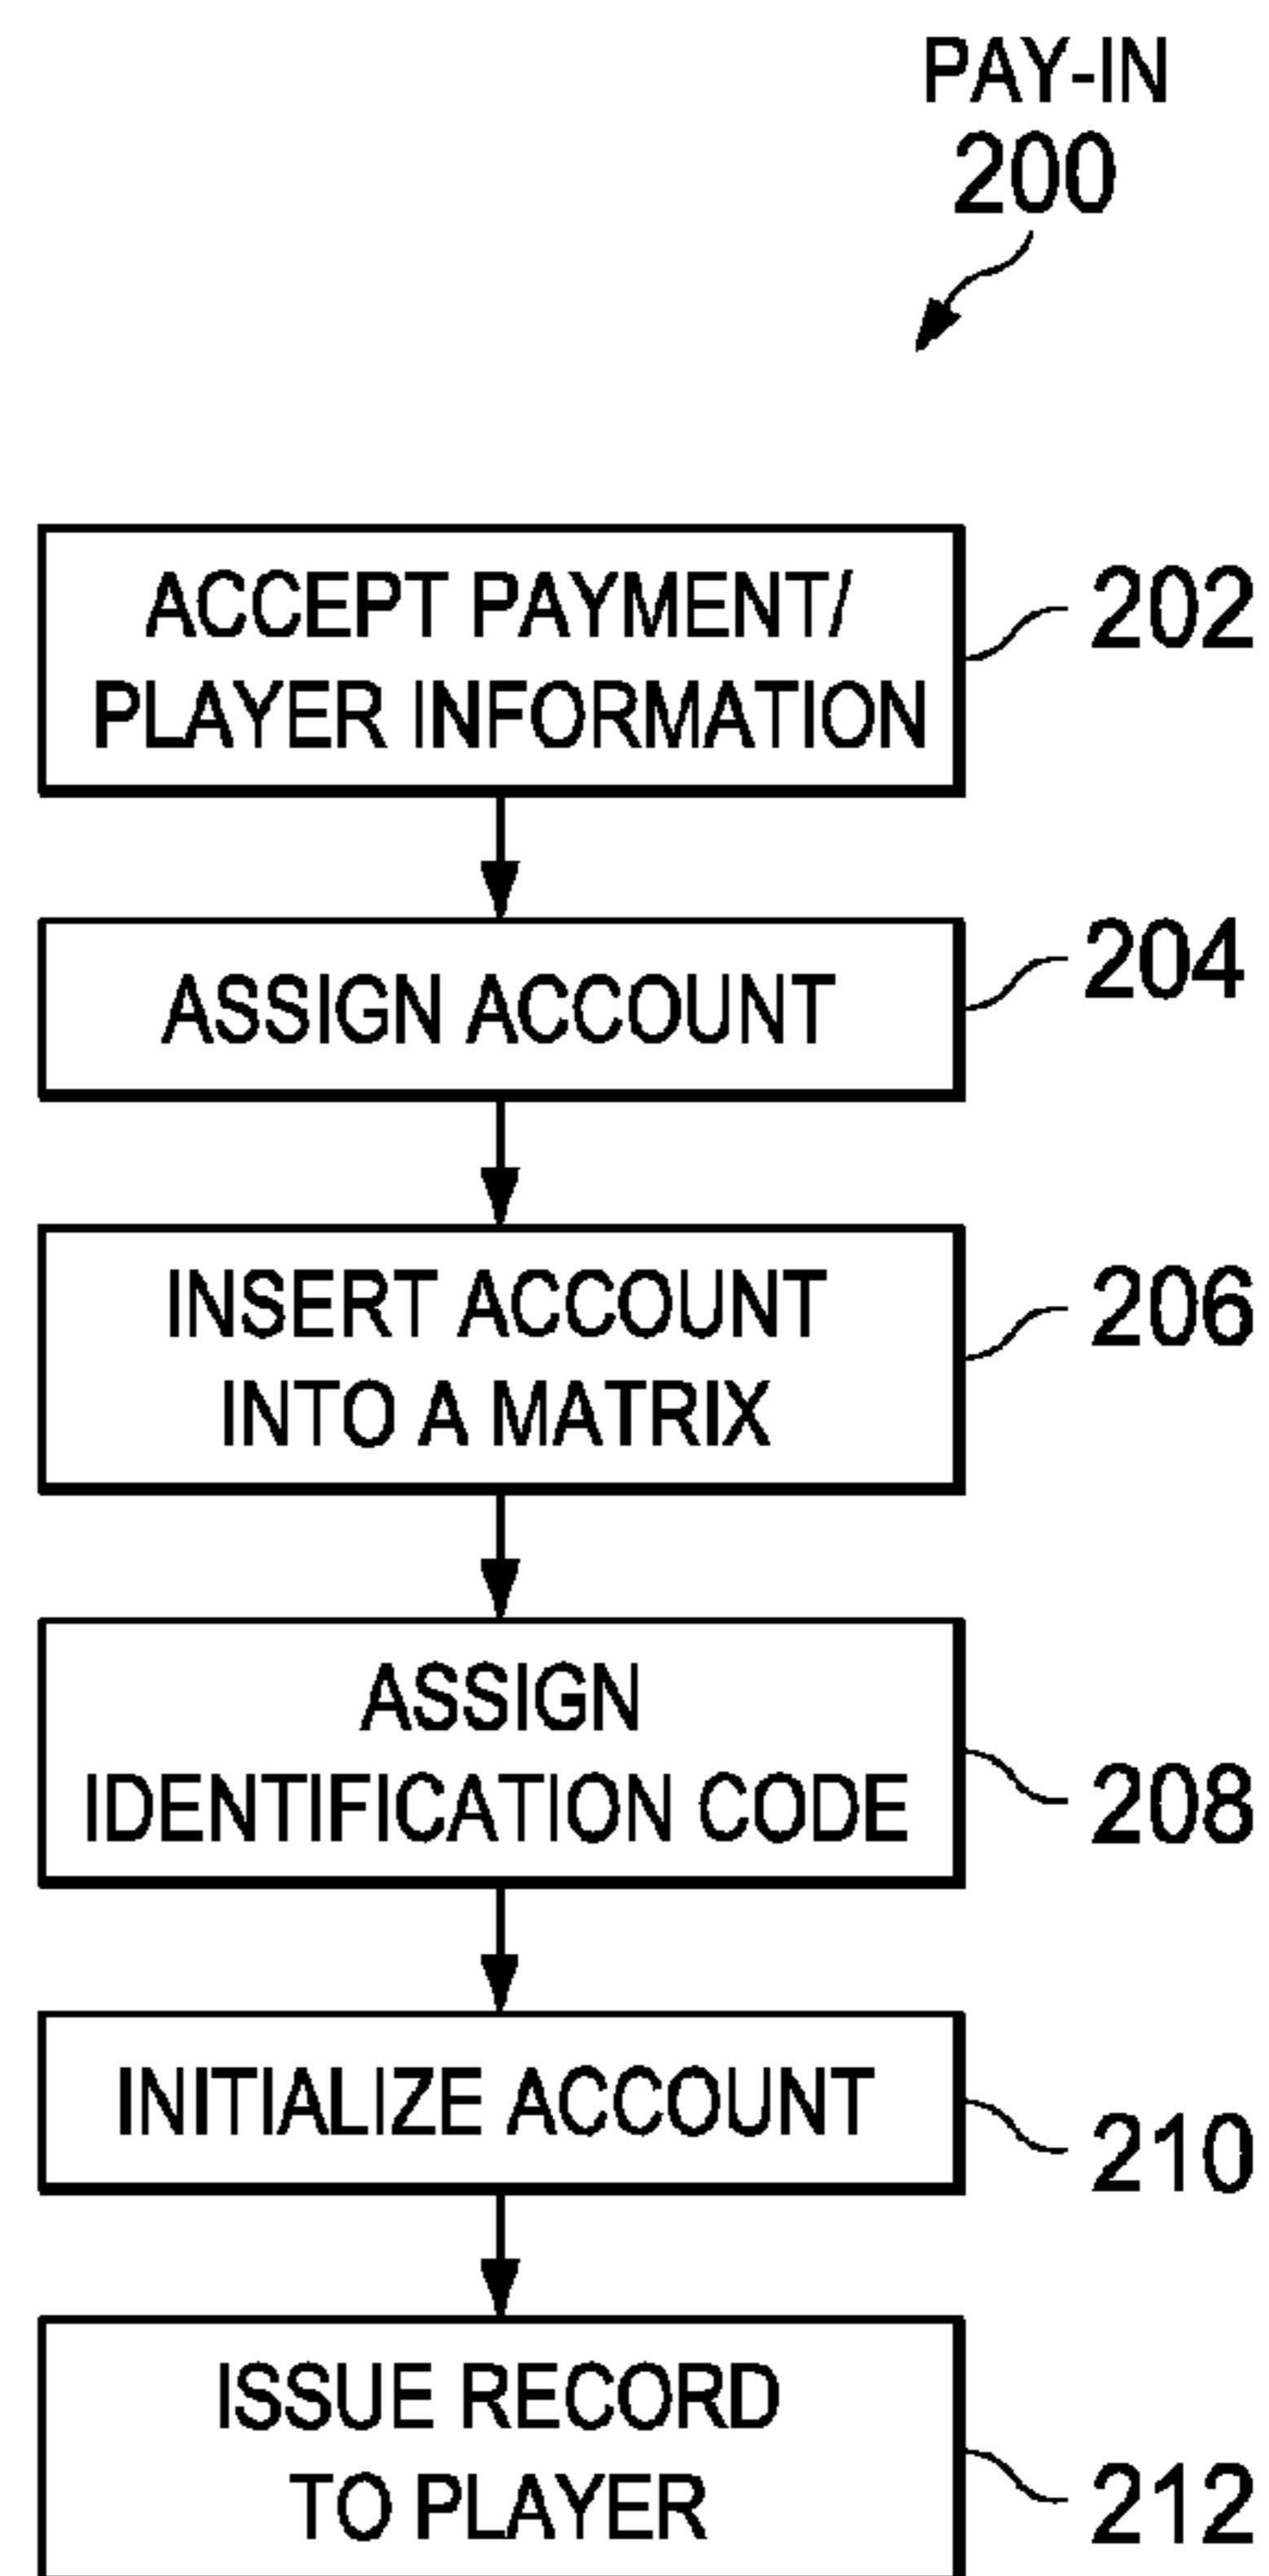 PAY-IN
200
ACCEPT PAYMENT/
PLAYER INFORMATION
202
ASSIGN ACCOUNT
204
INSERT ACCOUNT
INTO A MATRIX
206
ASSIGN
IDENTIFICATION CODE
208
INITIALIZE ACCOUNT
210
ISSUE RECORD
TO PLAYER
212